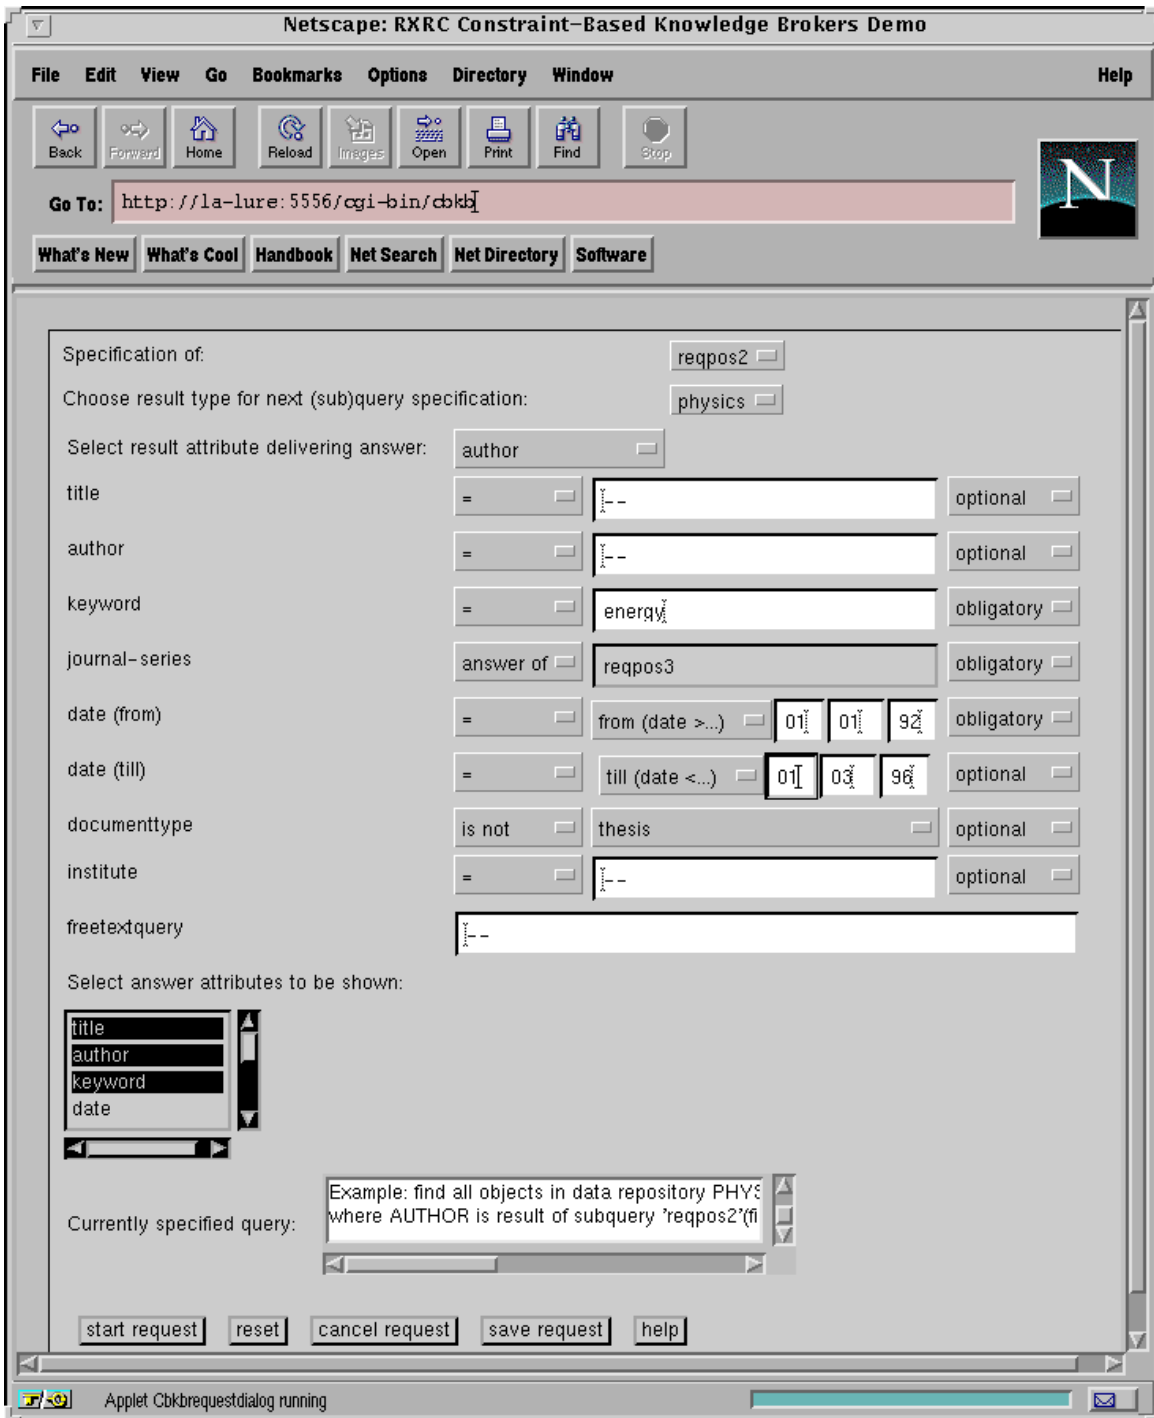 Netscape: RXRC Constraint-Based Knowledge Brokers Demo
File Edit View Go Bookmarks Options Directory Window Help
Back Forward Home Reload Images Open Print Find Stop
N
Go To: http://la-lure:5556/cgi-bin/cbkb
What's New What's Cool Handbook Net Search Net Directory Software
Specification of: reqpos2
Choose result type for next (sub)query specification: physics
Select result attribute delivering answer: author
title = -- optional
author = -- optional
keyword = energy obligatory
journal-series answer of reqpos3 obligatory
date (from) = from (date >...) 01 01 92 obligatory
date (till) = till (date <...) 01 03 96 optional
documenttype is not thesis optional
institute = -- optional
freetextquery --
Select answer attributes to be shown:
title
author
keyword
date
Example: find all objects in data repository PHYS
Currently specified query: where AUTHOR is result of subquery 'reqpos2'(fi
start request reset cancel request save request help
Applet Cbkbrequestdialog running